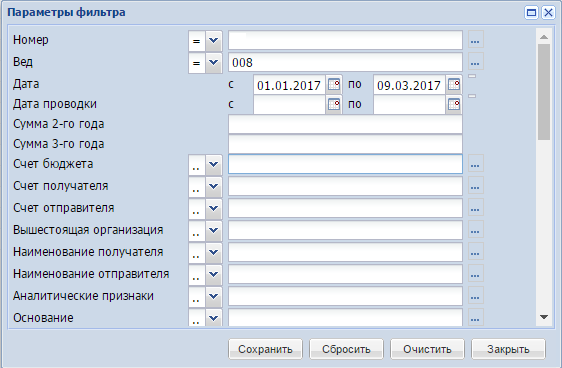 Параметры фильтра
Номер = ...
Вед = 008 ...
Дата с 01.01.2017 по 09.03.2017
Дата проводки с по
Сумма 2-го года
Сумма 3-го года
Счет бюджета .. ...
Счет получателя .. ...
Счет отправителя .. ...
Вышестоящая организация .. ...
Наименование получателя .. ...
Наименование отправителя .. ...
Аналитические признаки .. ...
Основание .. ...
Сохранить Сбросить Очистить Закрыть